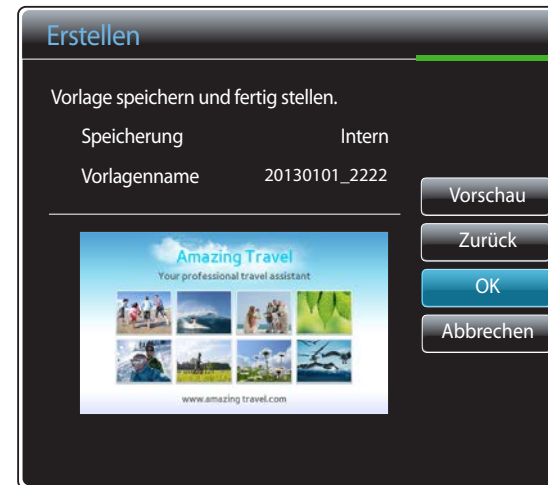 Erstellen
Vorlage speichern und fertig stellen.
Speicherung Intern
Vorlagenname 20130101_2222
Vorschau
Zurück
OK
Abbrechen
Amazing Travel
Your professional travel assistant
www.amazing travel.com